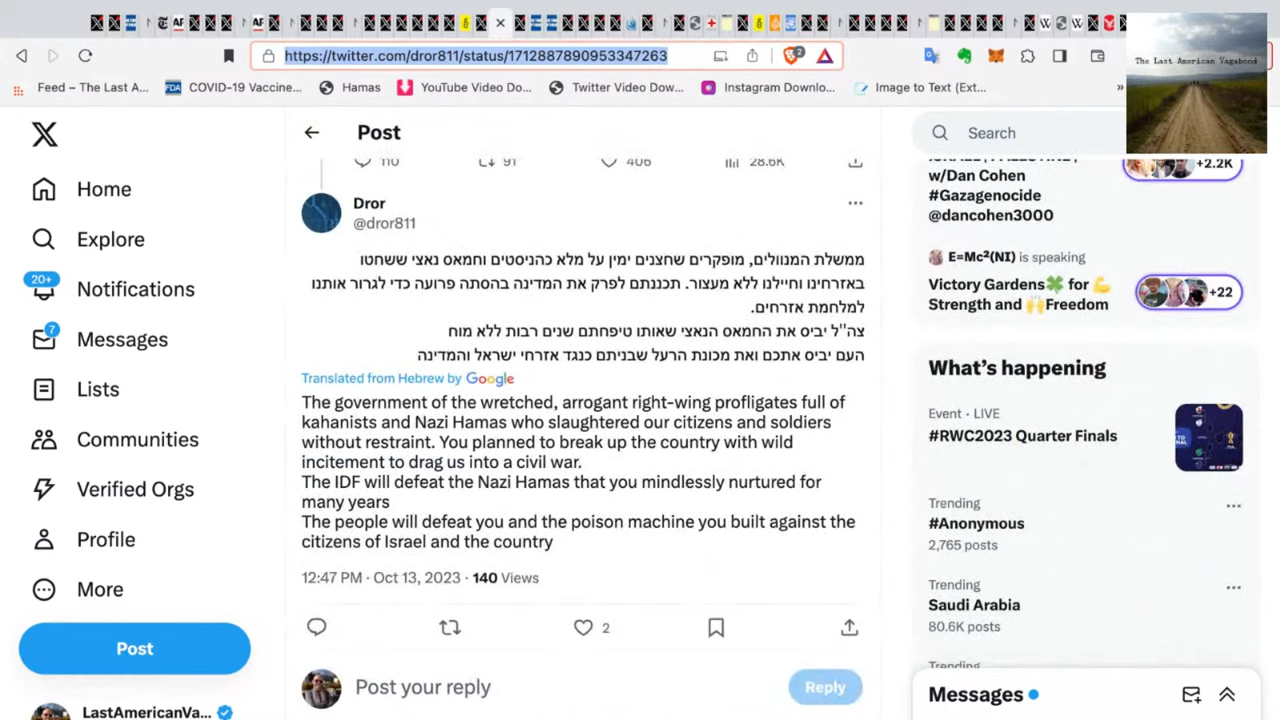 https://twitter.com/dror811/status/1712887890953347263
Feed – The Last A...
COVID-19 Vaccine...
Hamas
YouTube Video Do...
Twitter Video Dow...
Instagram Downlo...
Image to Text (Ext...
»
The Last American Vagabond
Home
Explore
20+
Notifications
7
Messages
Lists
Communities
Verified Orgs
Profile
More
Post
LastAmericanVa...
Post
110
91
406
28.6K
Dror
@dror811
ממשלת המנוולים, מופקרים שחצנים ימין על מלא כהניסטים וחמאס נאצי ששחטו
באזרחינו וחיילנו ללא מעצור. תכננתם לפרק את המדינה בהסתה פרועה כדי לגרור אותנו
למלחמת אזרחים.
צה''ל יביס את החמאס הנאצי שאותו טיפחתם שנים רבות ללא מוח
העם יביס אתכם ואת מכונת הרעל שבניתם כנגד אזרחי ישראל והמדינה
Translated from Hebrew by Google
The government of the wretched, arrogant right-wing profligates full of
kahanists and Nazi Hamas who slaughtered our citizens and soldiers
without restraint. You planned to break up the country with wild
incitement to drag us into a civil war.
The IDF will defeat the Nazi Hamas that you mindlessly nurtured for
many years
The people will defeat you and the poison machine you built against the
citizens of Israel and the country
12:47 PM · Oct 13, 2023 · 140 Views
2
Post your reply
Reply
Search
w/Dan Cohen
#Gazagenocide
@dancohen3000
+2.2K
E=Mc²(NI) is speaking
Victory Gardens🍀 for 💪
Strength and 🙌Freedom
+22
What's happening
Event · LIVE
#RWC2023 Quarter Finals
Trending
#Anonymous
2,765 posts
Trending
Saudi Arabia
80.6K posts
Trending
Messages